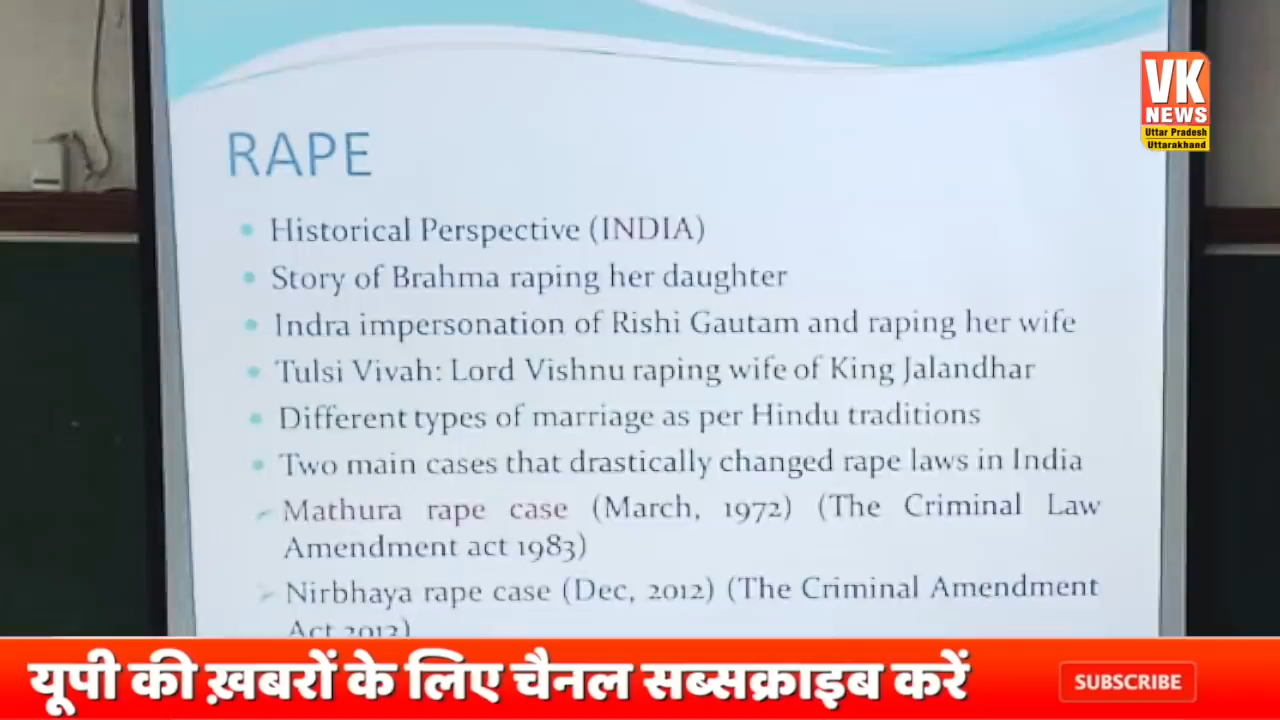 VK
NEWS
Uttar Pradesh
Uttarakhand
RAPE
Historical Perspective (INDIA)
Story of Brahma raping her daughter
Indra impersonation of Rishi Gautam and raping her wife
Tulsi Vivah: Lord Vishnu raping wife of King Jalandhar
Different types of marriage as per Hindu traditions
Two main cases that drastically changed rape laws in India
Mathura rape case (March, 1972) (The Criminal Law
Amendment act 1983)
Nirbhaya rape case (Dec, 2012) (The Criminal Amendment
Act 2013)
यूपी की ख़बरों के लिए चैनल सब्सक्राइब करें
SUBSCRIBE